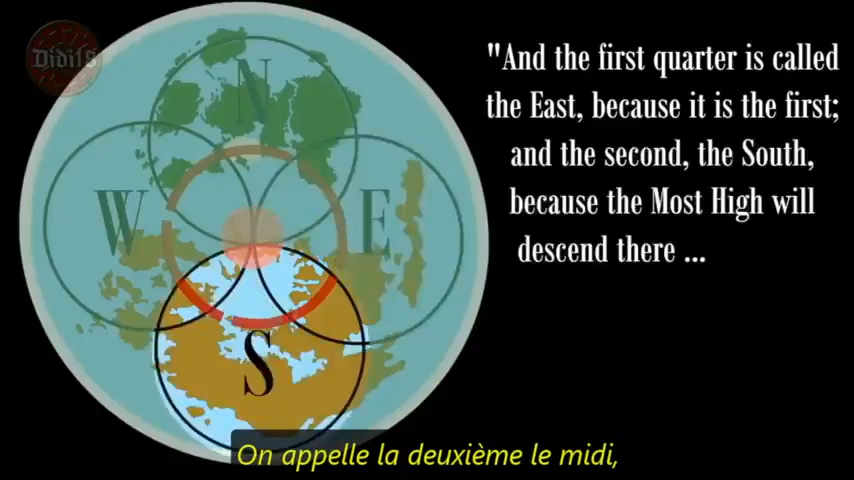 Didi1S
"And the first quarter is called
the East, because it is the first;
and the second, the South,
because the Most High will
descend there ...
N
W
E
S
On appelle la deuxième le midi,